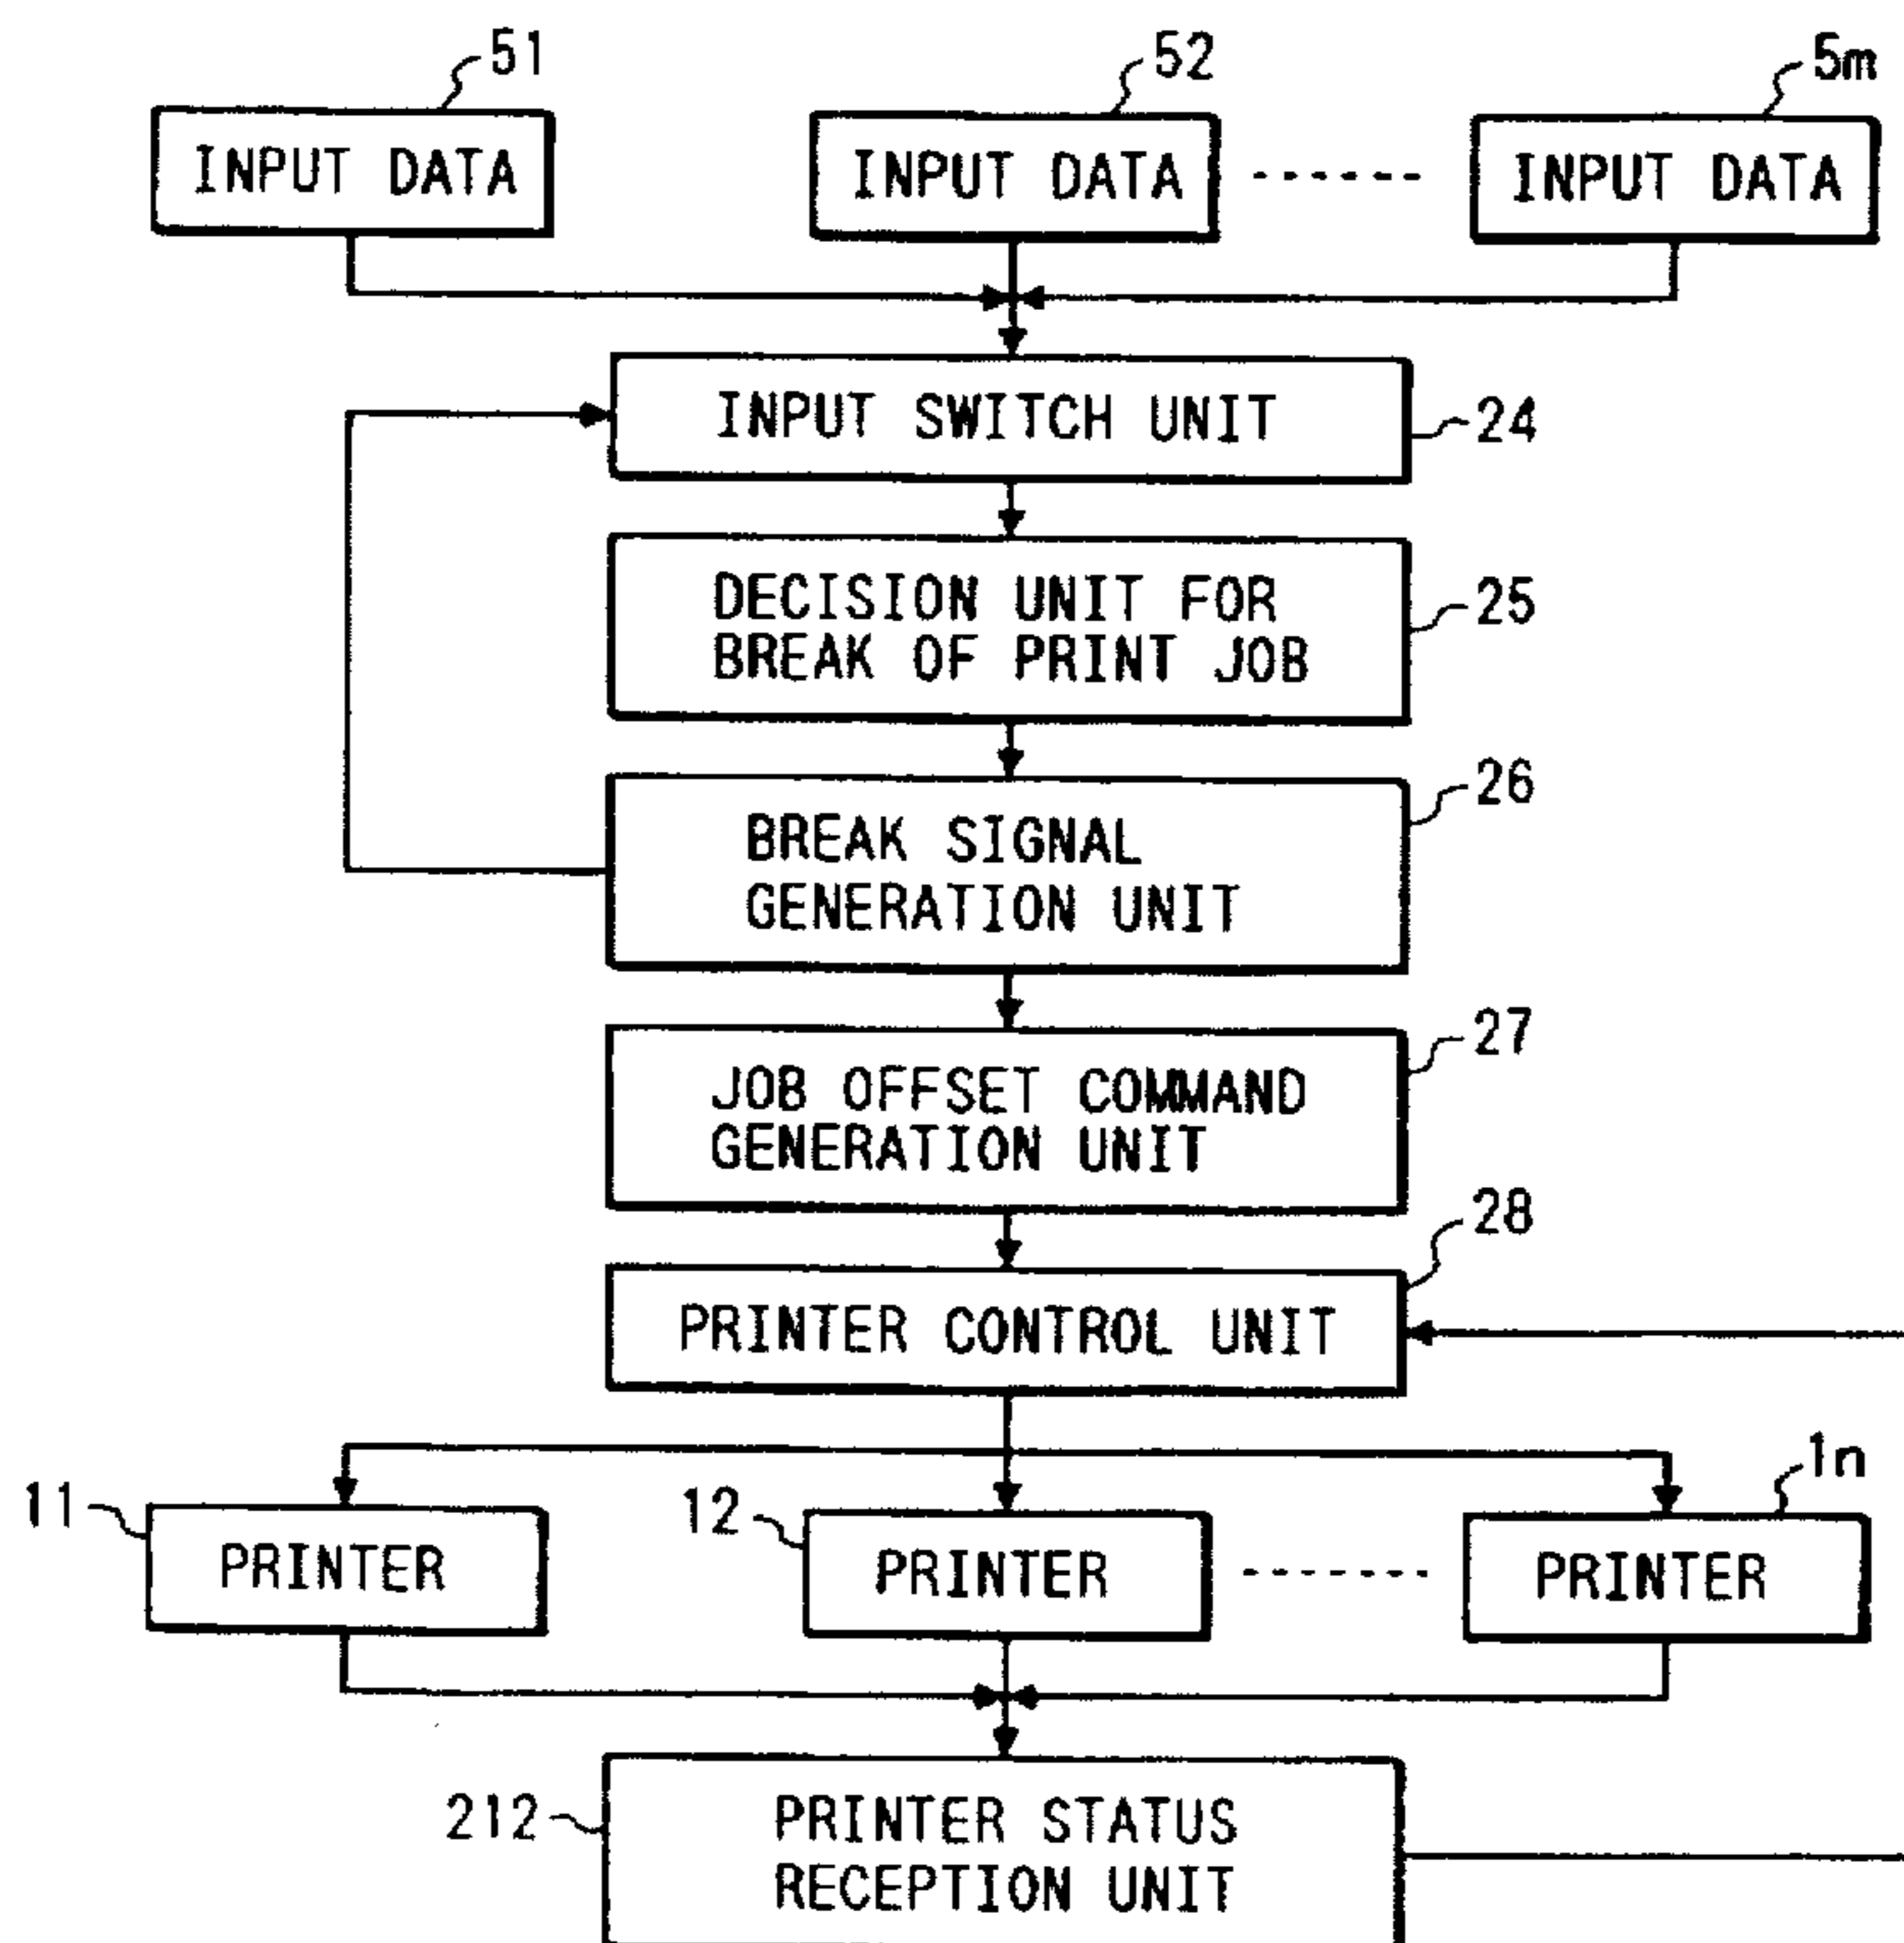 51
52
5m
INPUT DATA
INPUT DATA
INPUT DATA
INPUT SWITCH UNIT
24
DECISION UNIT FOR
BREAK OF PRINT JOB
25
26
BREAK SIGNAL
GENERATION UNIT
27
JOB OFFSET COMMAND
GENERATION UNIT
28
PRINTER CONTROL UNIT
11
12
1n
PRINTER
PRINTER
PRINTER
212
PRINTER STATUS
RECEPTION UNIT